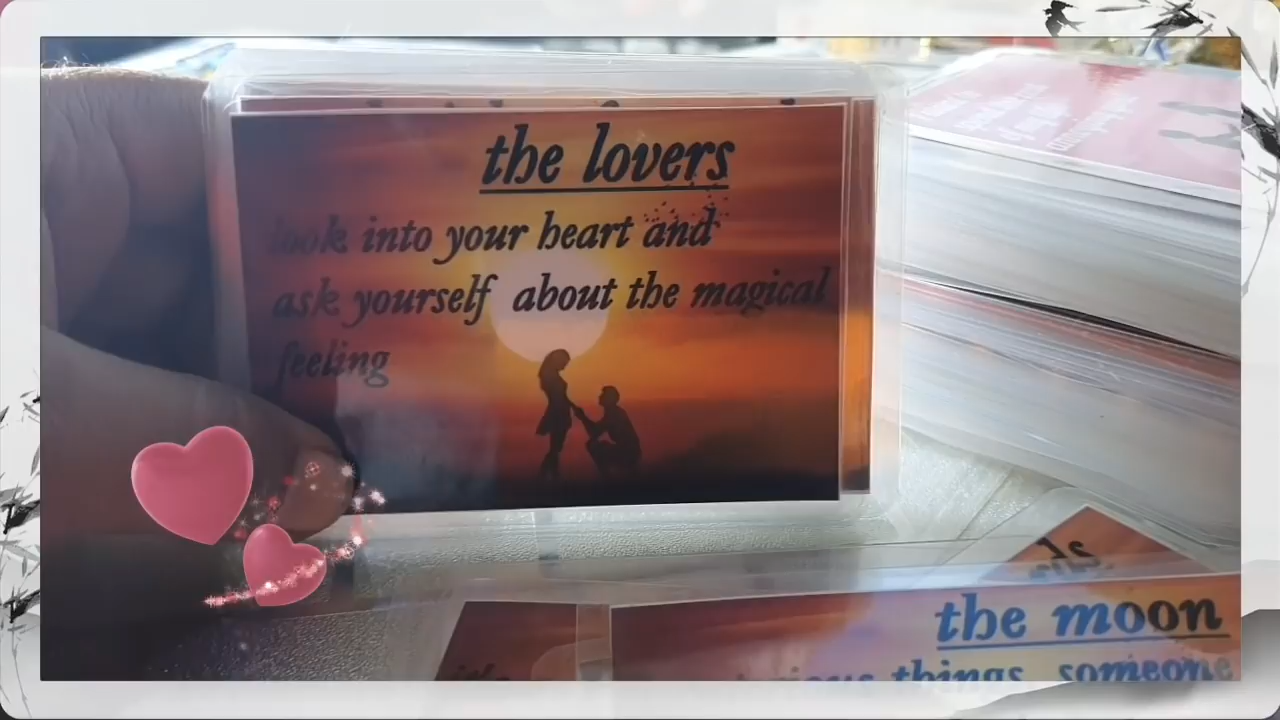 the lovers
look into your heart and
ask yourself about the magical
feeling
the moon
things, someone